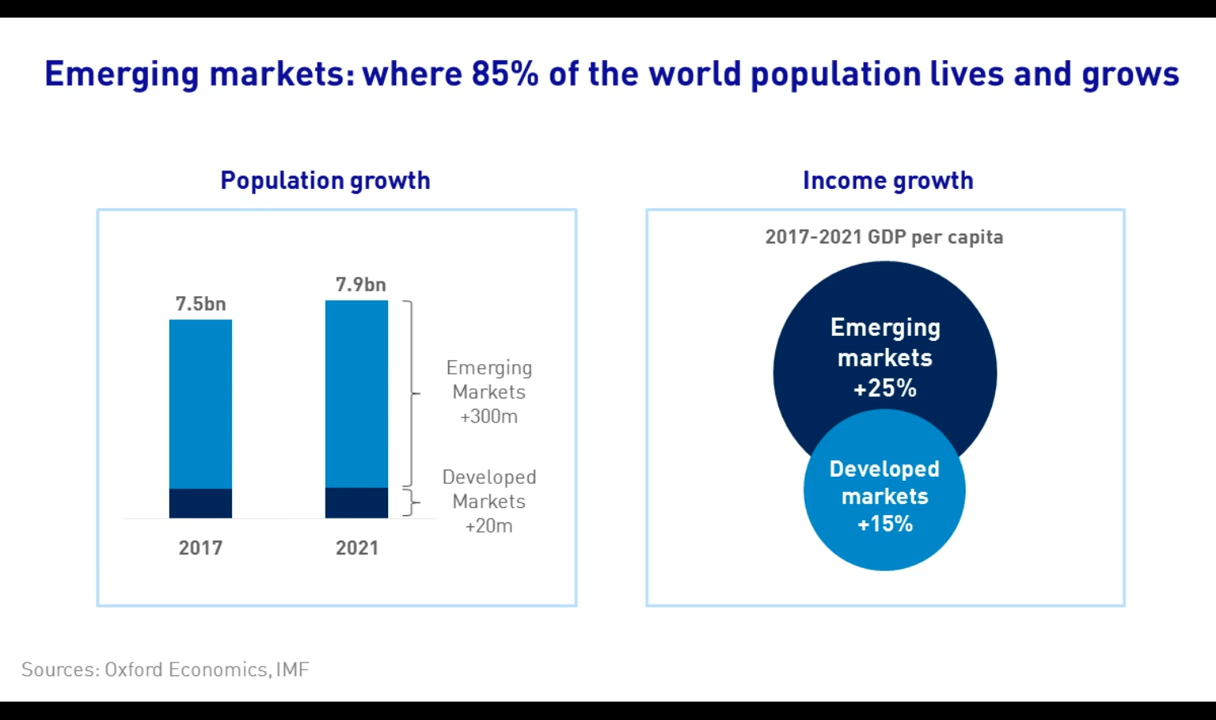 Emerging markets: where 85% of the world population lives and grows
Population growth
7.5bn
7.9bn
Emerging
Markets
+300m
Developed
Markets
+20m
2017
2021
Income growth
2017-2021 GDP per capita
Emerging
markets
+25%
Developed
markets
+15%
Sources: Oxford Economics, IMF